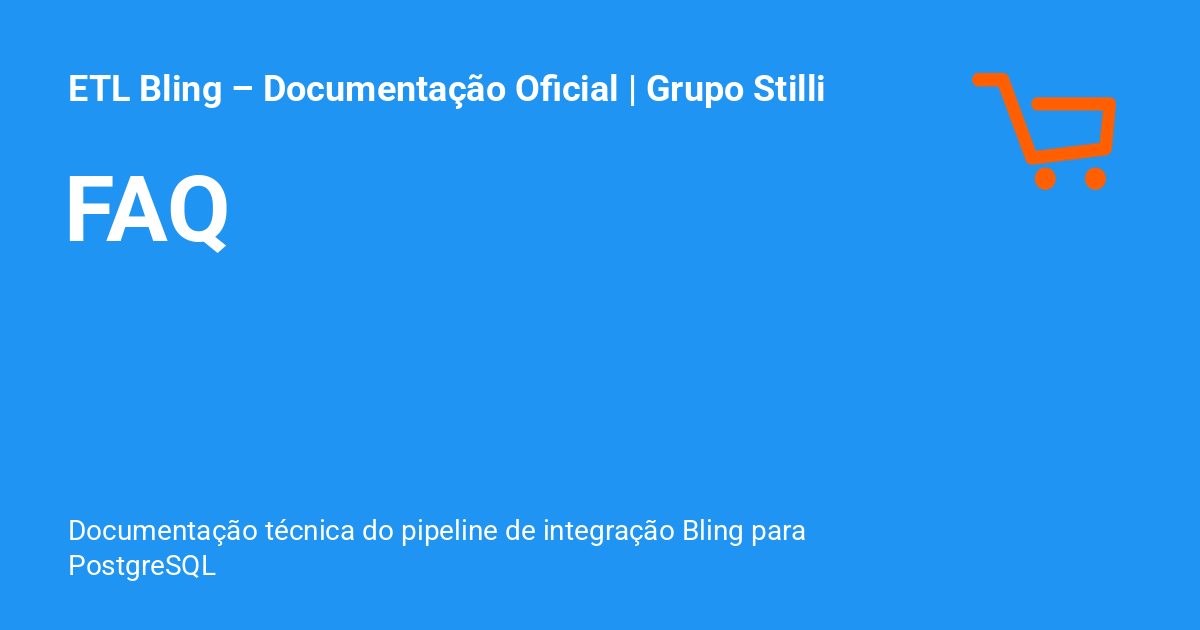 ETL Bling – Documentação Oficial | Grupo Stilli
FAQ
Documentação técnica do pipeline de integração Bling para
PostgreSQL